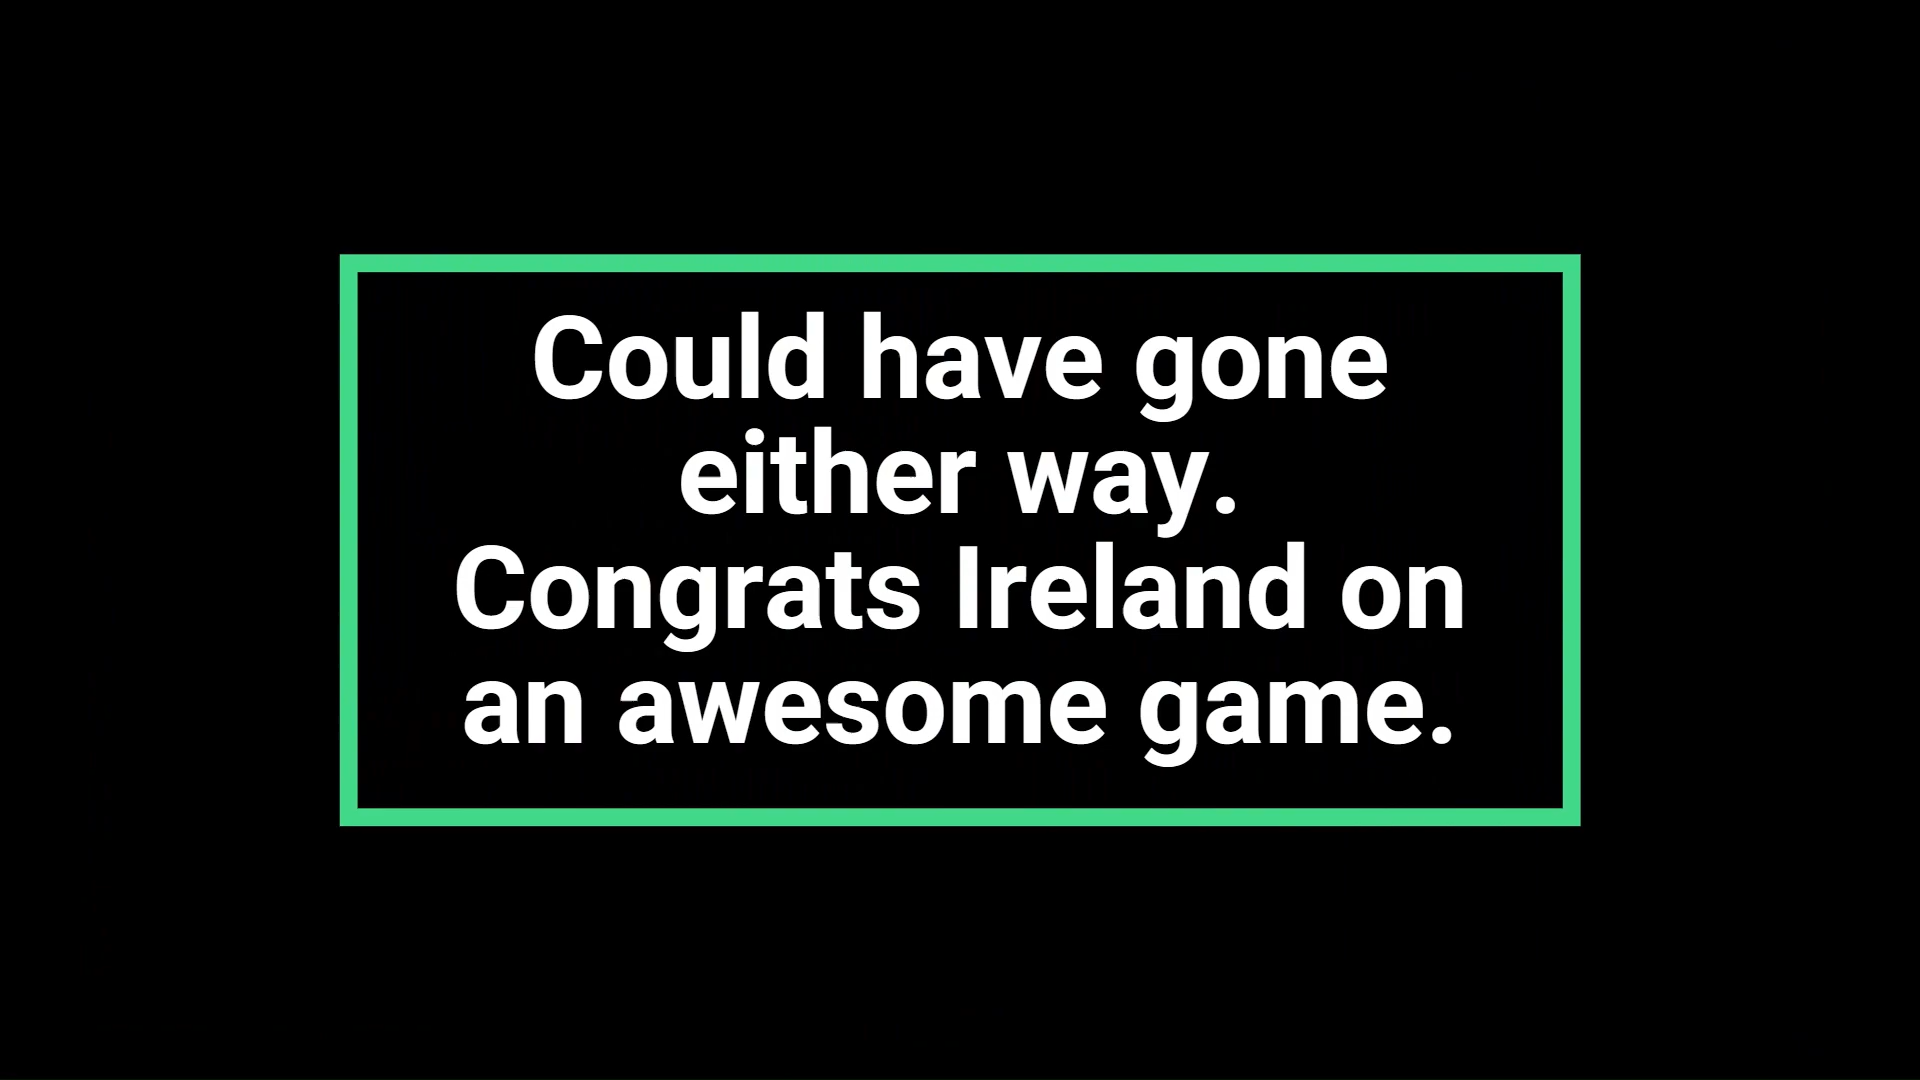 Could have gone
either way.
Congrats Ireland on
an awesome game.